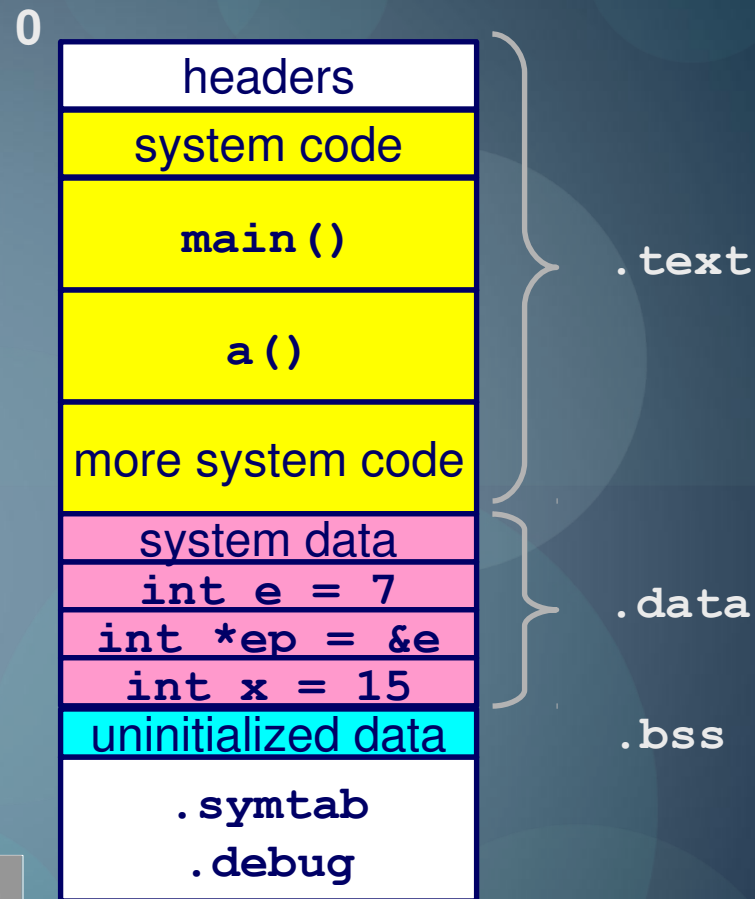 0
headers
system code
main()
a()
more system code
.text
system data
int e = 7
int *ep = &e
int x = 15
.data
uninitialized data
.bss
.symtab
.debug